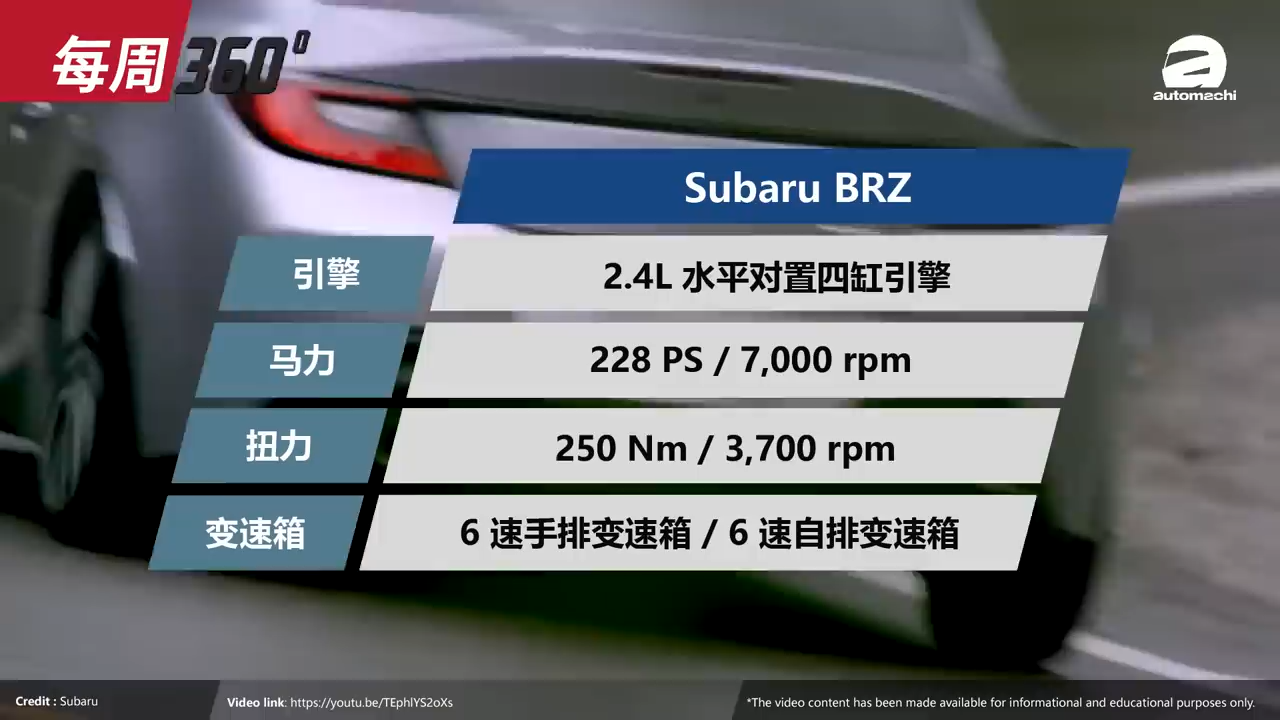 每周360°
automachi
Subaru BRZ
引擎 2.4L 水平对置四缸引擎
马力 228 PS / 7,000 rpm
扭力 250 Nm / 3,700 rpm
变速箱 6 速手排变速箱 / 6 速自排变速箱
Credit : Subaru
Video link: https://youtu.be/TEphlYS2oXs
*The video content has been made available for informational and educational purposes only.